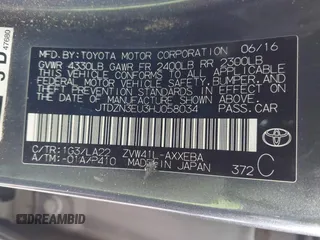 47680
MFD. BY: TOYOTA MOTOR CORPORATION 06/16
GVWR 4330LB GAWR FR 2400LB RR 2300LB
THIS VEHICLE CONFORMS TO ALL APPLICABLE
FEDERAL MOTOR VEHICLE SAFETY, BUMPER, AND
THEFT PREVENTION STANDARDS IN EFFECT ON
THE DATE OF MANUFACTURE SHOWN ABOVE.
JTDZN3EU3HJ058034 PASS.CAR
C/TR:1G3/LA22 ZVW41L-AXXEBA
A/TM:-01A/P410 MADE IN JAPAN 372 C
TOYOTA